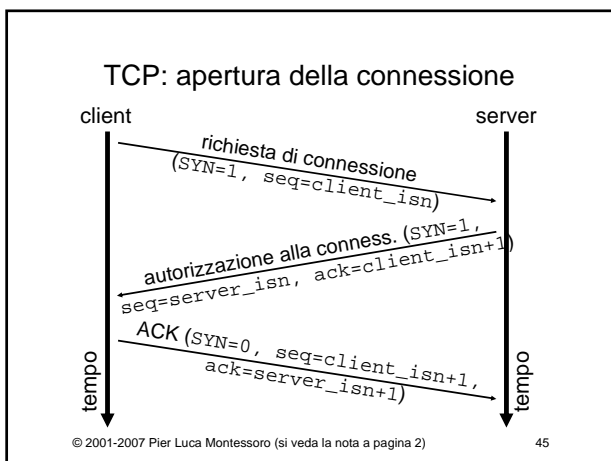 TCP: apertura della connessione
client
server
richiesta di connessione
(SYN=1, seq=client_isn)
autorizzazione alla conness. (SYN=1,
seq=server_isn, ack=client_isn+1)
ACK (SYN=0, seq=client_isn+1,
ack=server_isn+1)
tempo
tempo
© 2001-2007 Pier Luca Montessoro (si veda la nota a pagina 2)
45